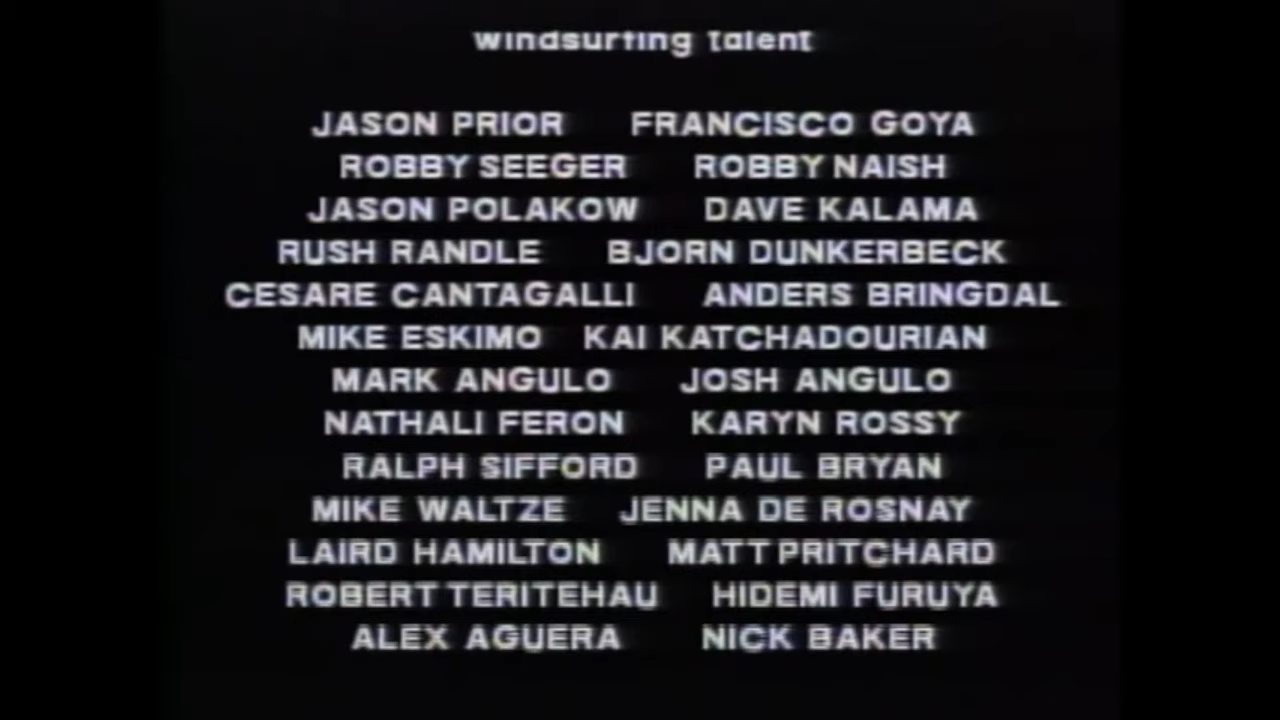 windsurfing talent
JASON PRIOR FRANCISCO GOYA
ROBBY SEEGER ROBBY NAISH
JASON POLAKOW DAVE KALAMA
RUSH RANDLE BJORN DUNKERBECK
CESARE CANTAGALLI ANDERS BRINGDAL
MIKE ESKIMO KAI KATCHADOURIAN
MARK ANGULO JOSH ANGULO
NATHALI FERON KARYN ROSSY
RALPH SIFFORD PAUL BRYAN
MIKE WALTZE JENNA DE ROSNAY
LAIRD HAMILTON MATT PRITCHARD
ROBERT TERITEHAU HIDEMI FURUYA
ALEX AGUERA NICK BAKER